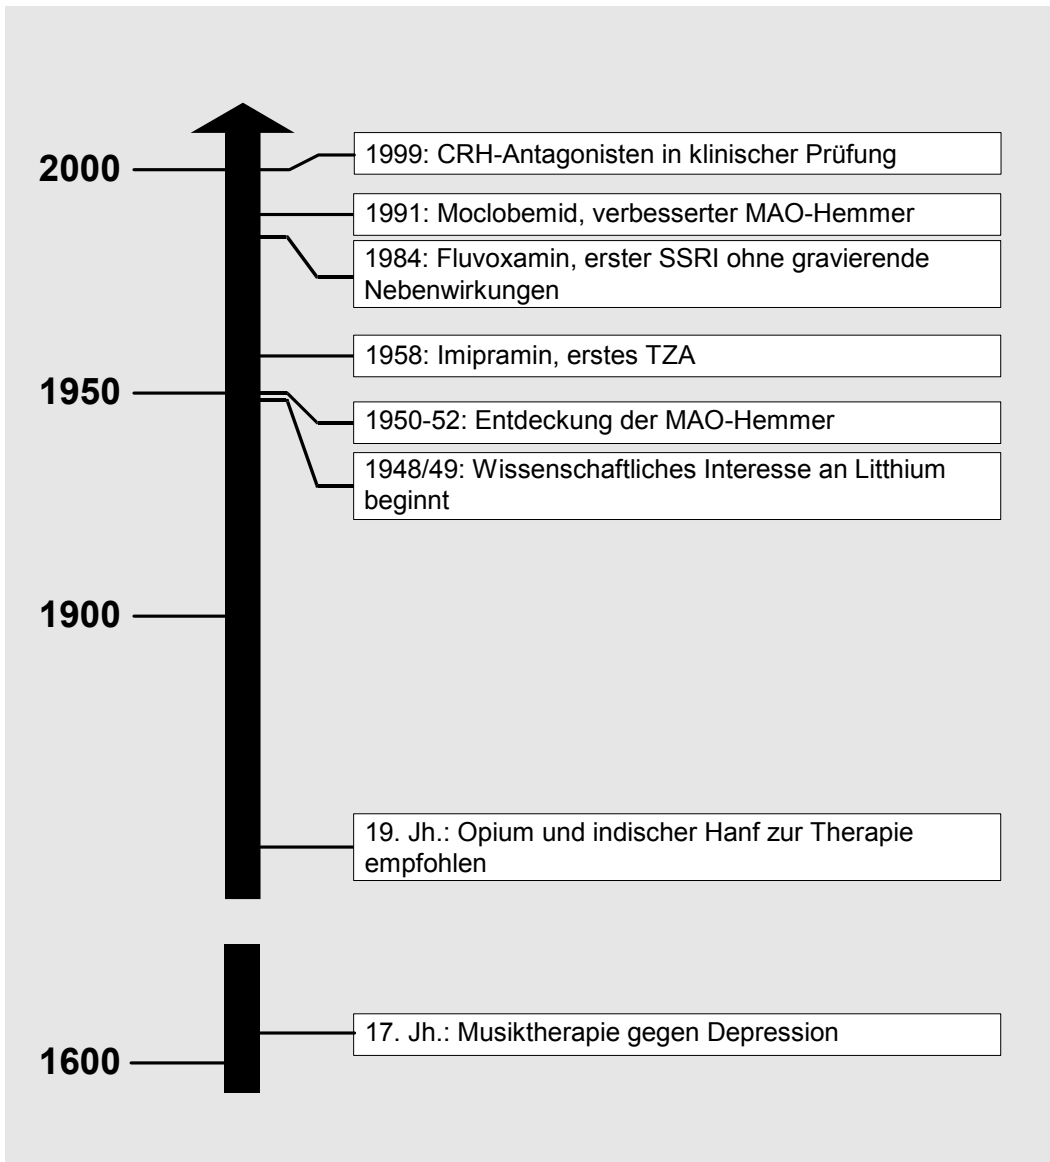 2000
1999: CRH-Antagonisten in klinischer Prüfung
1991: Moclobemid, verbesserter MAO-Hemmer
1984: Fluvoxamin, erster SSRI ohne gravierende
Nebenwirkungen
1958: Imipramin, erstes TZA
1950
1950-52: Entdeckung der MAO-Hemmer
1948/49: Wissenschaftliches Interesse an Litthium
beginnt
1900
19. Jh.: Opium und indischer Hanf zur Therapie
empfohlen
17. Jh.: Musiktherapie gegen Depression
1600